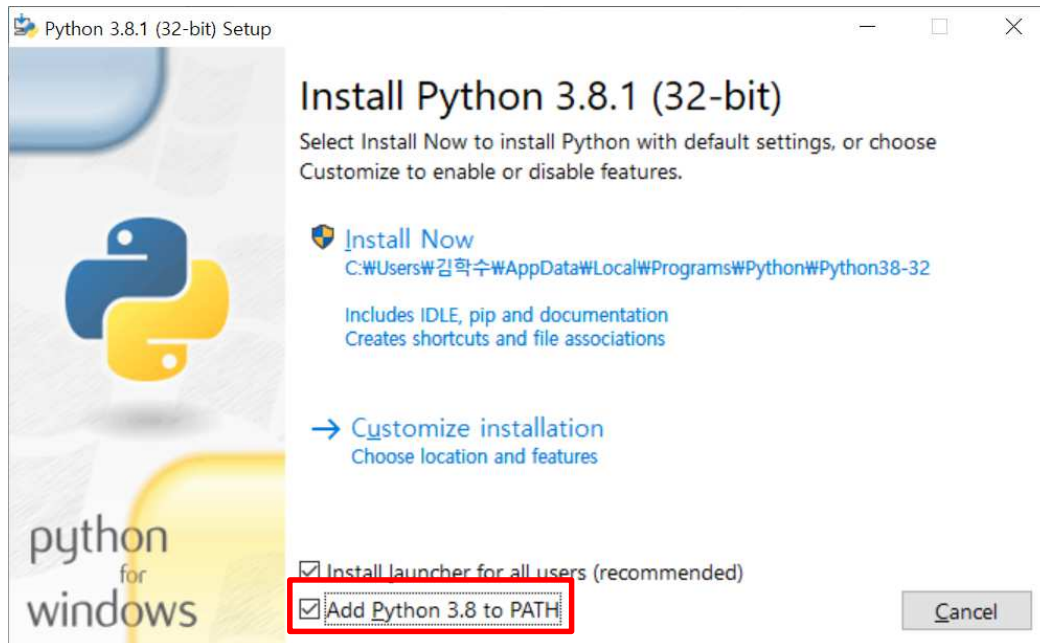 Python 3.8.1 (32-bit) Setup
Install Python 3.8.1 (32-bit)
Select Install Now to install Python with default settings, or choose
Customize to enable or disable features.
Install Now
C:₩Users₩김학수₩AppData₩Local₩Programs₩Python₩Python38-32
Includes IDLE, pip and documentation
Creates shortcuts and file associations
Customize installation
Choose location and features
Install launcher for all users (recommended)
Add Python 3.8 to PATH
Cancel
python
for
windows